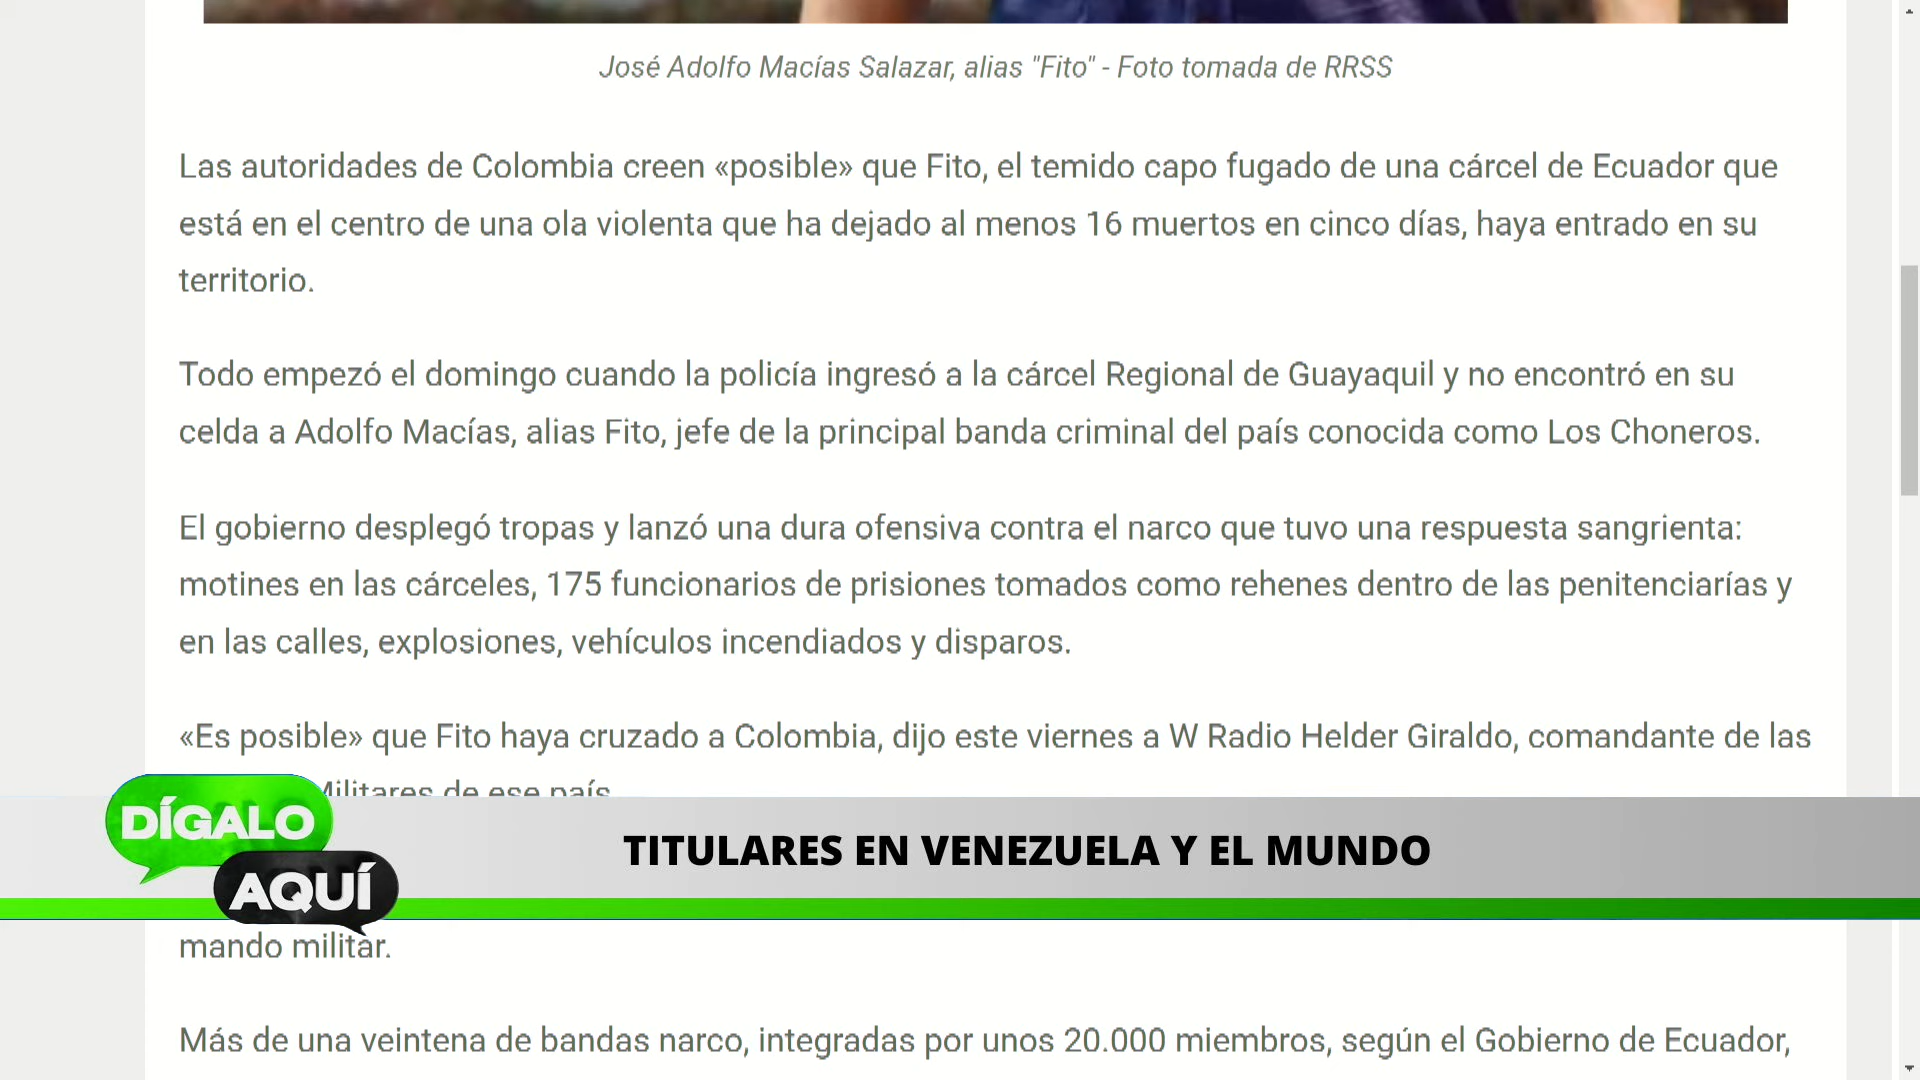 José Adolfo Macías Salazar, alias "Fito" - Foto tomada de RRSS
Las autoridades de Colombia creen «posible» que Fito, el temido capo fugado de una cárcel de Ecuador que
está en el centro de una ola violenta que ha dejado al menos 16 muertos en cinco días, haya entrado en su
territorio.
Todo empezó el domingo cuando la policía ingresó a la cárcel Regional de Guayaquil y no encontró en su
celda a Adolfo Macías, alias Fito, jefe de la principal banda criminal del país conocida como Los Choneros.
El gobierno desplegó tropas y lanzó una dura ofensiva contra el narco que tuvo una respuesta sangrienta:
motines en las cárceles, 175 funcionarios de prisiones tomados como rehenes dentro de las penitenciarías y
en las calles, explosiones, vehículos incendiados y disparos.
«Es posible» que Fito haya cruzado a Colombia, dijo este viernes a W Radio Helder Giraldo, comandante de las
Militares de ese país
DÍGALO
AQUÍ
TITULARES EN VENEZUELA Y EL MUNDO
mando militar.
Más de una veintena de bandas narco, integradas por unos 20.000 miembros, según el Gobierno de Ecuador,